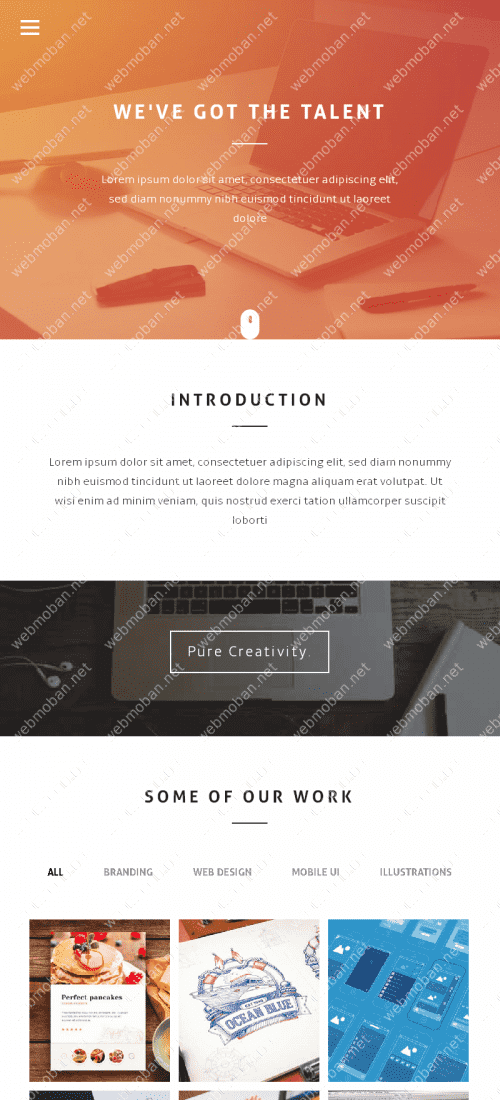 WE'VE GOT THE TALENT
Lorem ipsum dolor sit amet, consectetuer adipiscing elit,
sed diam nonummy nibh euismod tincidunt ut laoreet
dolore
INTRODUCTION
Lorem ipsum dolor sit amet, consectetuer adipiscing elit, sed diam nonummy
nibh euismod tincidunt ut laoreet dolore magna aliquam erat volutpat. Ut
wisi enim ad minim veniam, quis nostrud exerci tation ullamcorper suscipit
loborti
Pure Creativity.
SOME OF OUR WORK
ALL BRANDING WEB DESIGN MOBILE UI ILLUSTRATIONS
Perfect pancakes
OCEAN BLUE
webmoban.net